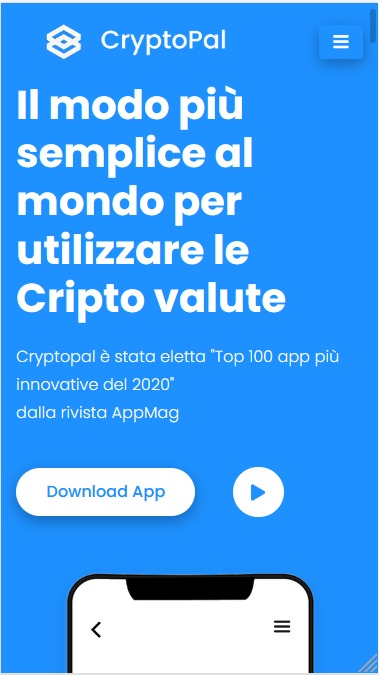 CryptoPal
Il modo più
semplice al
mondo per
utilizzare le
Cripto valute
Cryptopal è stata eletta "Top 100 app più
innovative del 2020"
dalla rivista AppMag
Download App